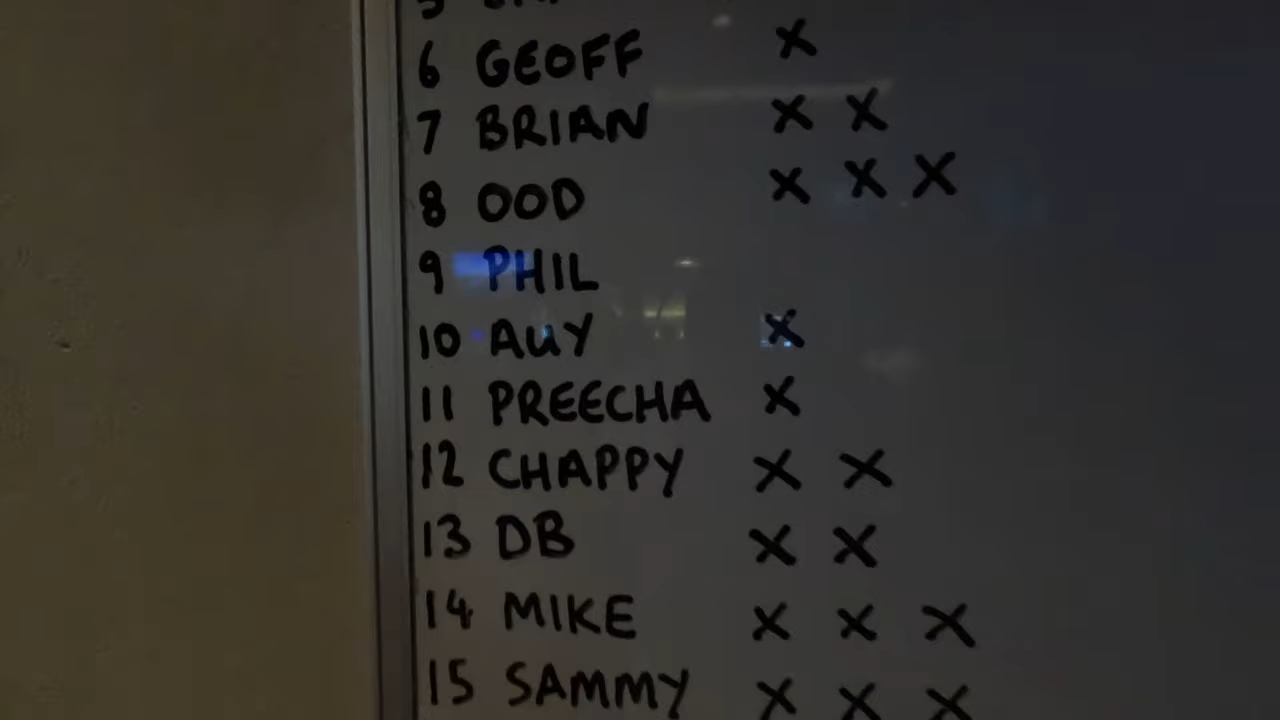 5
6 GEOFF X
7 BRIAN X X
8 OOD X X X
9 PHIL
10 AUY X
11 PREECHA X
12 CHAPPY X X
13 DB X X
14 MIKE X X X
15 SAMMY X X X